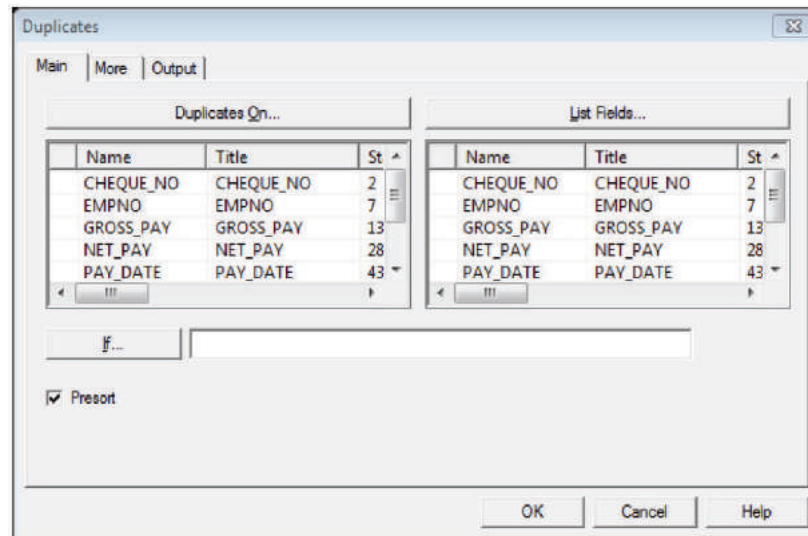 Duplicates
Main More Output
Duplicates On... List Fields...
Name Title St Name Title St
CHEQUE_NO CHEQUE_NO 2 CHEQUE_NO CHEQUE_NO 2
EMPNO EMPNO 7 EMPNO EMPNO 7
GROSS_PAY GROSS_PAY 13 GROSS_PAY GROSS_PAY 13
NET_PAY NET_PAY 28 NET_PAY NET_PAY 28
PAY_DATE PAY_DATE 43 PAY_DATE PAY_DATE 43
If...
Presort
OK Cancel Help